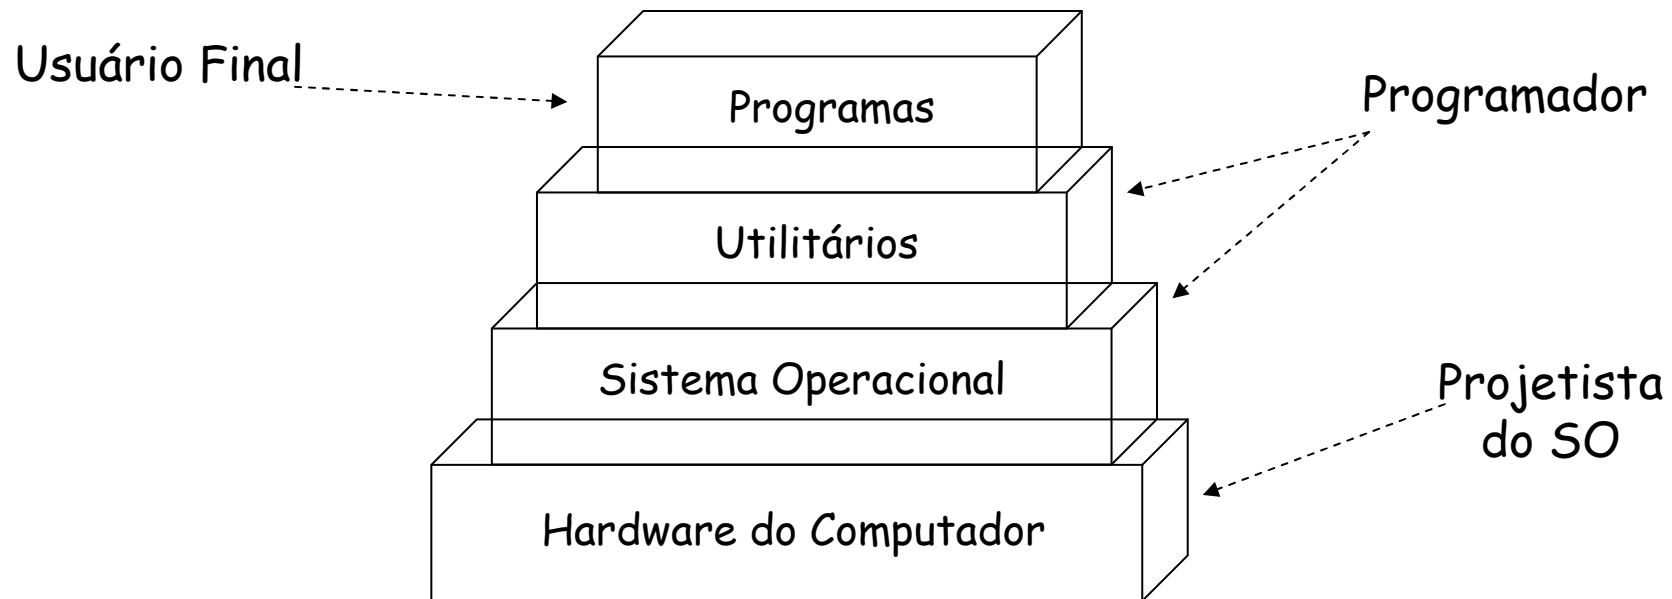 Usuário Final
Programas
Programador
Utilitários
Sistema Operacional
Projetista
do SO
Hardware do Computador